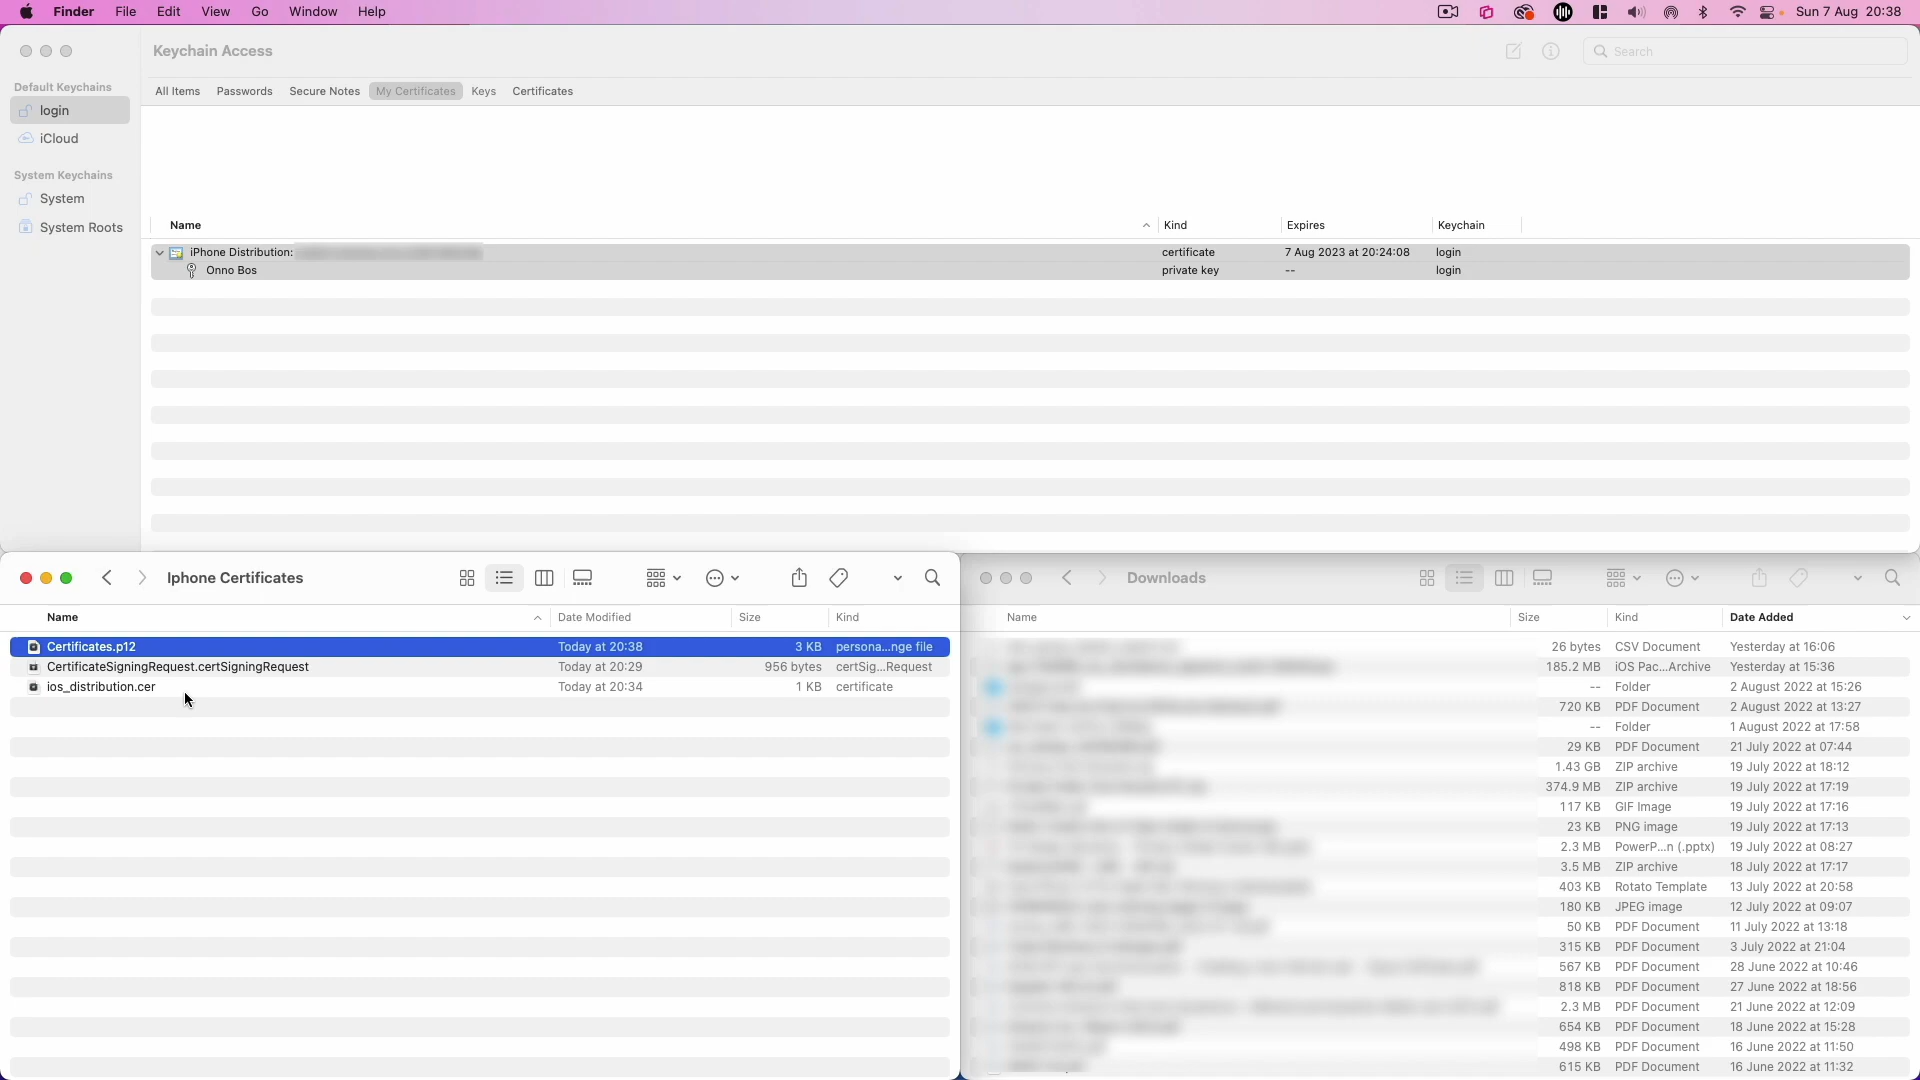 Finder File Edit View Go Window Help Sun 7 Aug 20:38
Keychain Access
Search
Default Keychains
login
iCloud
System Keychains
System
System Roots
All Items Passwords Secure Notes My Certificates Keys Certificates
Name Kind Expires Keychain
iPhone Distribution: certificate 7 Aug 2023 at 20:24:08 login
Onno Bos private key -- login
Iphone Certificates
Name Date Modified Size Kind
Certificates.p12 Today at 20:38 3 KB persona...nge file
CertificateSigningRequest.certSigningRequest Today at 20:29 956 bytes certSig...Request
ios_distribution.cer Today at 20:34 1 KB certificate
Downloads
Name Size Kind Date Added
26 bytes CSV Document Yesterday at 16:06
185.2 MB iOS Pac...Archive Yesterday at 15:36
-- Folder 2 August 2022 at 15:26
720 KB PDF Document 2 August 2022 at 13:27
-- Folder 1 August 2022 at 17:58
29 KB PDF Document 21 July 2022 at 07:44
1.43 GB ZIP archive 19 July 2022 at 18:12
374.9 MB ZIP archive 19 July 2022 at 17:19
117 KB GIF Image 19 July 2022 at 17:16
23 KB PNG image 19 July 2022 at 17:13
2.3 MB PowerP...n (.pptx) 19 July 2022 at 08:27
3.5 MB ZIP archive 18 July 2022 at 17:17
403 KB Rotato Template 13 July 2022 at 20:58
180 KB JPEG image 12 July 2022 at 09:07
50 KB PDF Document 11 July 2022 at 13:18
315 KB PDF Document 3 July 2022 at 21:04
567 KB PDF Document 28 June 2022 at 10:46
818 KB PDF Document 27 June 2022 at 18:56
2.3 MB PDF Document 21 June 2022 at 12:09
654 KB PDF Document 18 June 2022 at 15:28
498 KB PDF Document 16 June 2022 at 11:50
615 KB PDF Document 16 June 2022 at 11:32